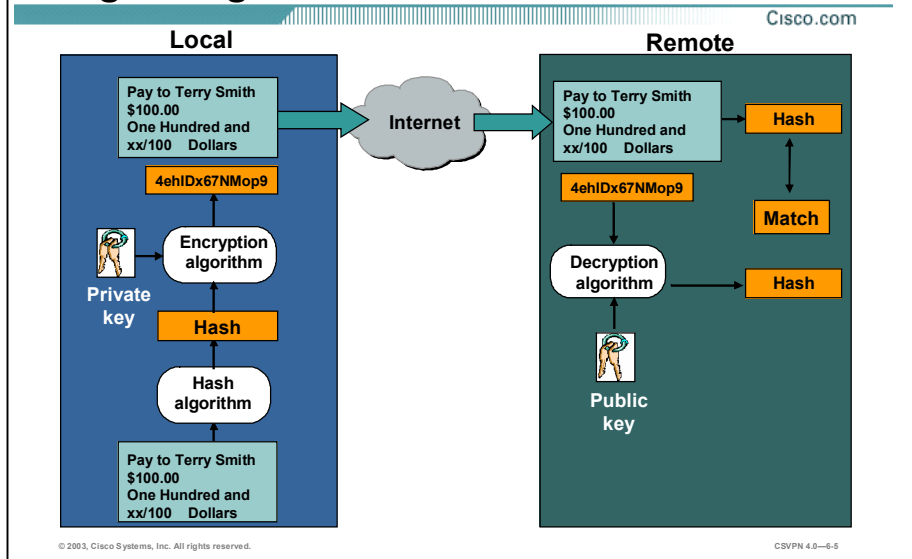 Cisco.com
Local
Remote
Pay to Terry Smith
$100.00
One Hundred and
xx/100 Dollars
Internet
Pay to Terry Smith
$100.00
One Hundred and
xx/100 Dollars
Hash
4ehIDx67NMop9
4ehIDx67NMop9
Match
Encryption
algorithm
Decryption
algorithm
Hash
Private
key
Hash
Hash
algorithm
Public
key
Pay to Terry Smith
$100.00
One Hundred and
xx/100 Dollars
© 2003, Cisco Systems, Inc. All rights reserved.
CSVPN 4.0—6-5